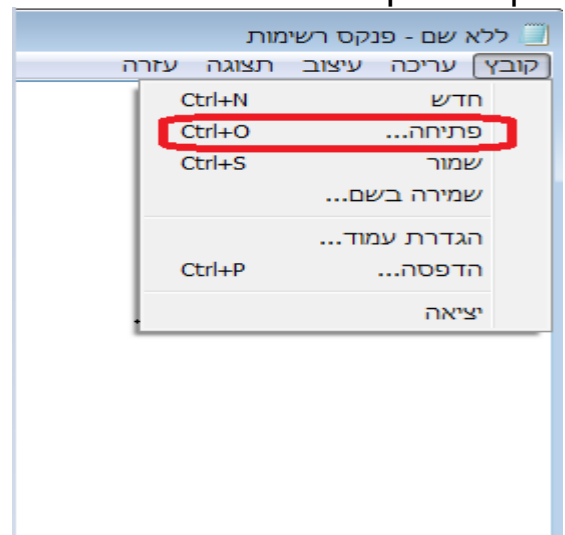 ללא שם - פנקס רשימות
קובץ עריכה עיצוב תצוגה עזרה
חדש Ctrl+N
פתיחה... Ctrl+O
שמור Ctrl+S
שמירה בשם...
הגדרת עמוד...
הדפסה... Ctrl+P
יציאה